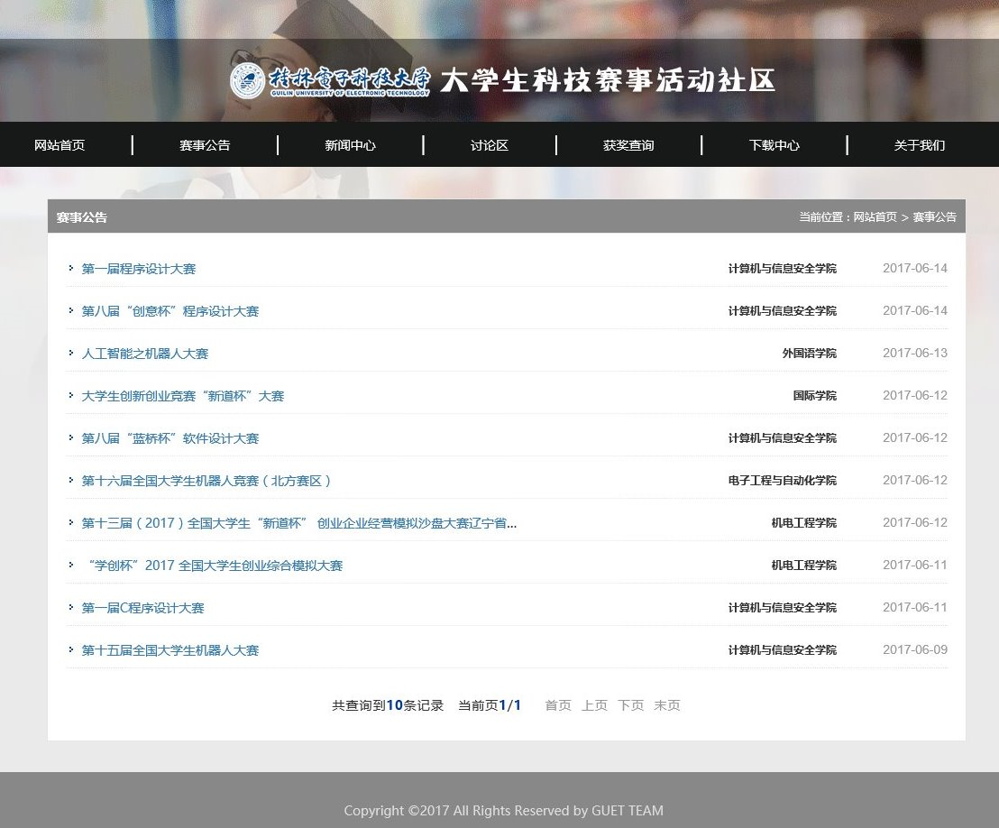 桂林電子科技大学 大学生科技赛事活动社区
GUILIN UNIVERSITY OF ELECTRONIC TECHNOLOGY
网站首页 赛事公告 新闻中心 讨论区 获奖查询 下载中心 关于我们
赛事公告 当前位置：网站首页 > 赛事公告
第一届程序设计大赛 计算机与信息安全学院 2017-06-14
第八届“创意杯”程序设计大赛 计算机与信息安全学院 2017-06-14
人工智能之机器人大赛 外国语学院 2017-06-13
大学生创新创业竞赛“新道杯”大赛 国际学院 2017-06-12
第八届“蓝桥杯”软件设计大赛 计算机与信息安全学院 2017-06-12
第十六届全国大学生机器人竞赛（北方赛区） 电子工程与自动化学院 2017-06-12
第十三届（2017）全国大学生“新道杯” 创业企业经营模拟沙盘大赛辽宁省... 机电工程学院 2017-06-12
“学创杯”2017 全国大学生创业综合模拟大赛 机电工程学院 2017-06-11
第一届C程序设计大赛 计算机与信息安全学院 2017-06-11
第十五届全国大学生机器人大赛 计算机与信息安全学院 2017-06-09
共查询到10条记录 当前页1/1 首页 上页 下页 末页
Copyright ©2017 All Rights Reserved by GUET TEAM